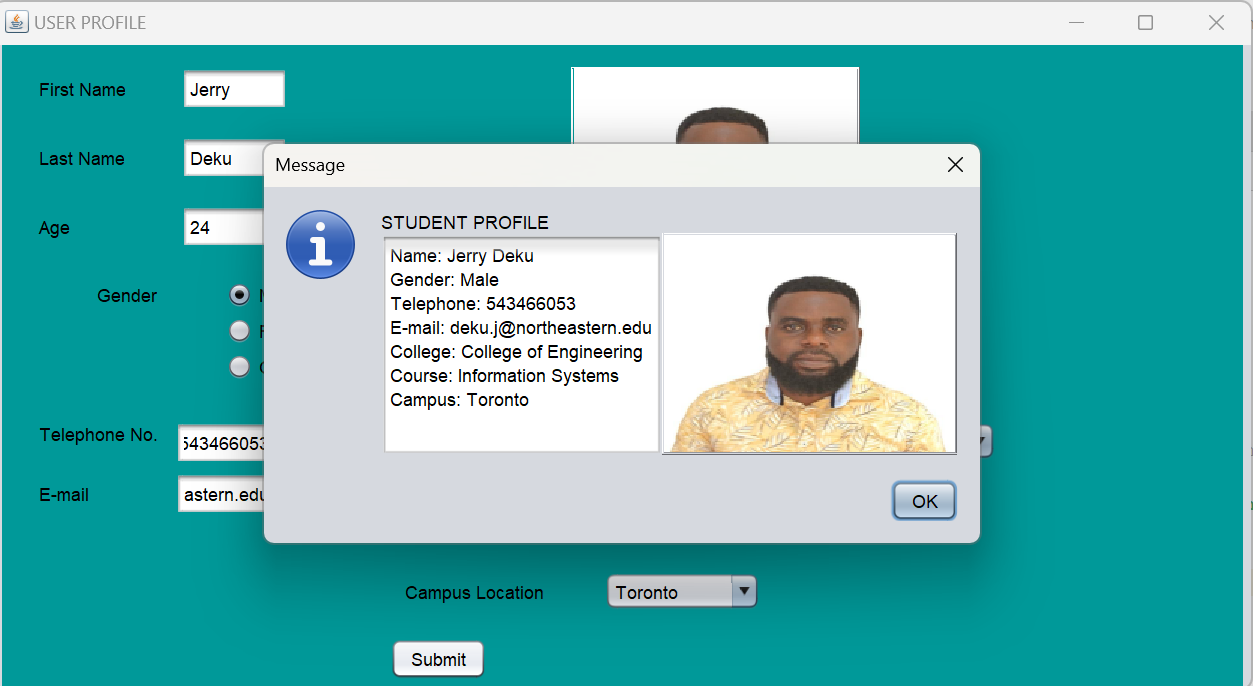 USER PROFILE
First Name Jerry
Last Name Deku
Age 24
Gender
Telephone No. 543466053
E-mail astern.edu
Message
STUDENT PROFILE
Name: Jerry Deku
Gender: Male
Telephone: 543466053
E-mail: deku.j@northeastern.edu
College: College of Engineering
Course: Information Systems
Campus: Toronto
OK
Campus Location Toronto
Submit